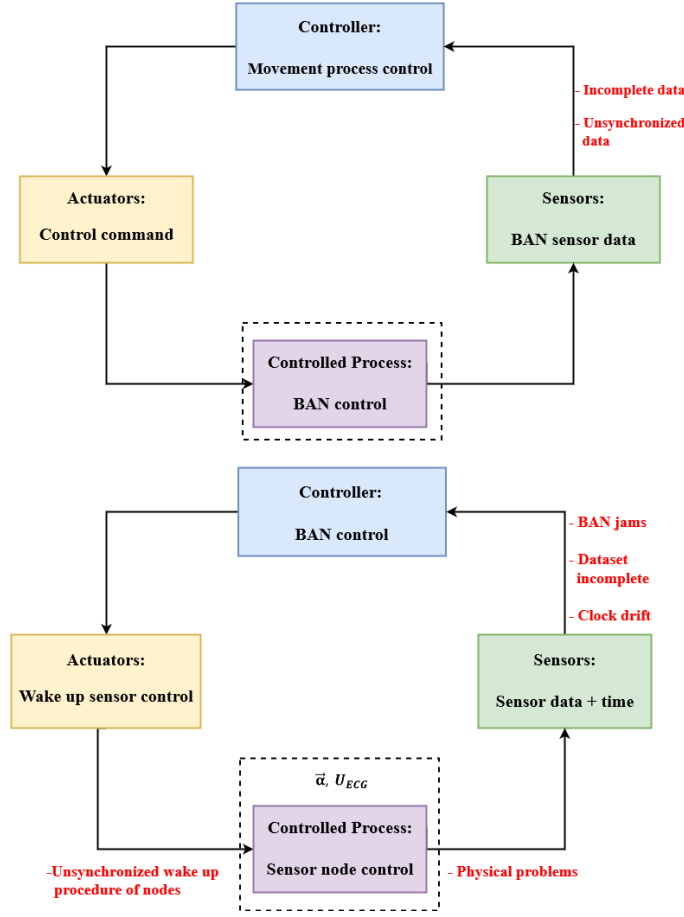 Controller:
Movement process control
- Incomplete data
- Unsynchronized
data
Actuators:
Control command
Sensors:
BAN sensor data
Controlled Process:
BAN control
Controller:
BAN control
- BAN jams
- Dataset
incomplete
- Clock drift
Actuators:
Wake up sensor control
Sensors:
Sensor data + time
α⃗, U_ECG
Controlled Process:
Sensor node control
-Unsynchronized wake up
procedure of nodes
- Physical problems